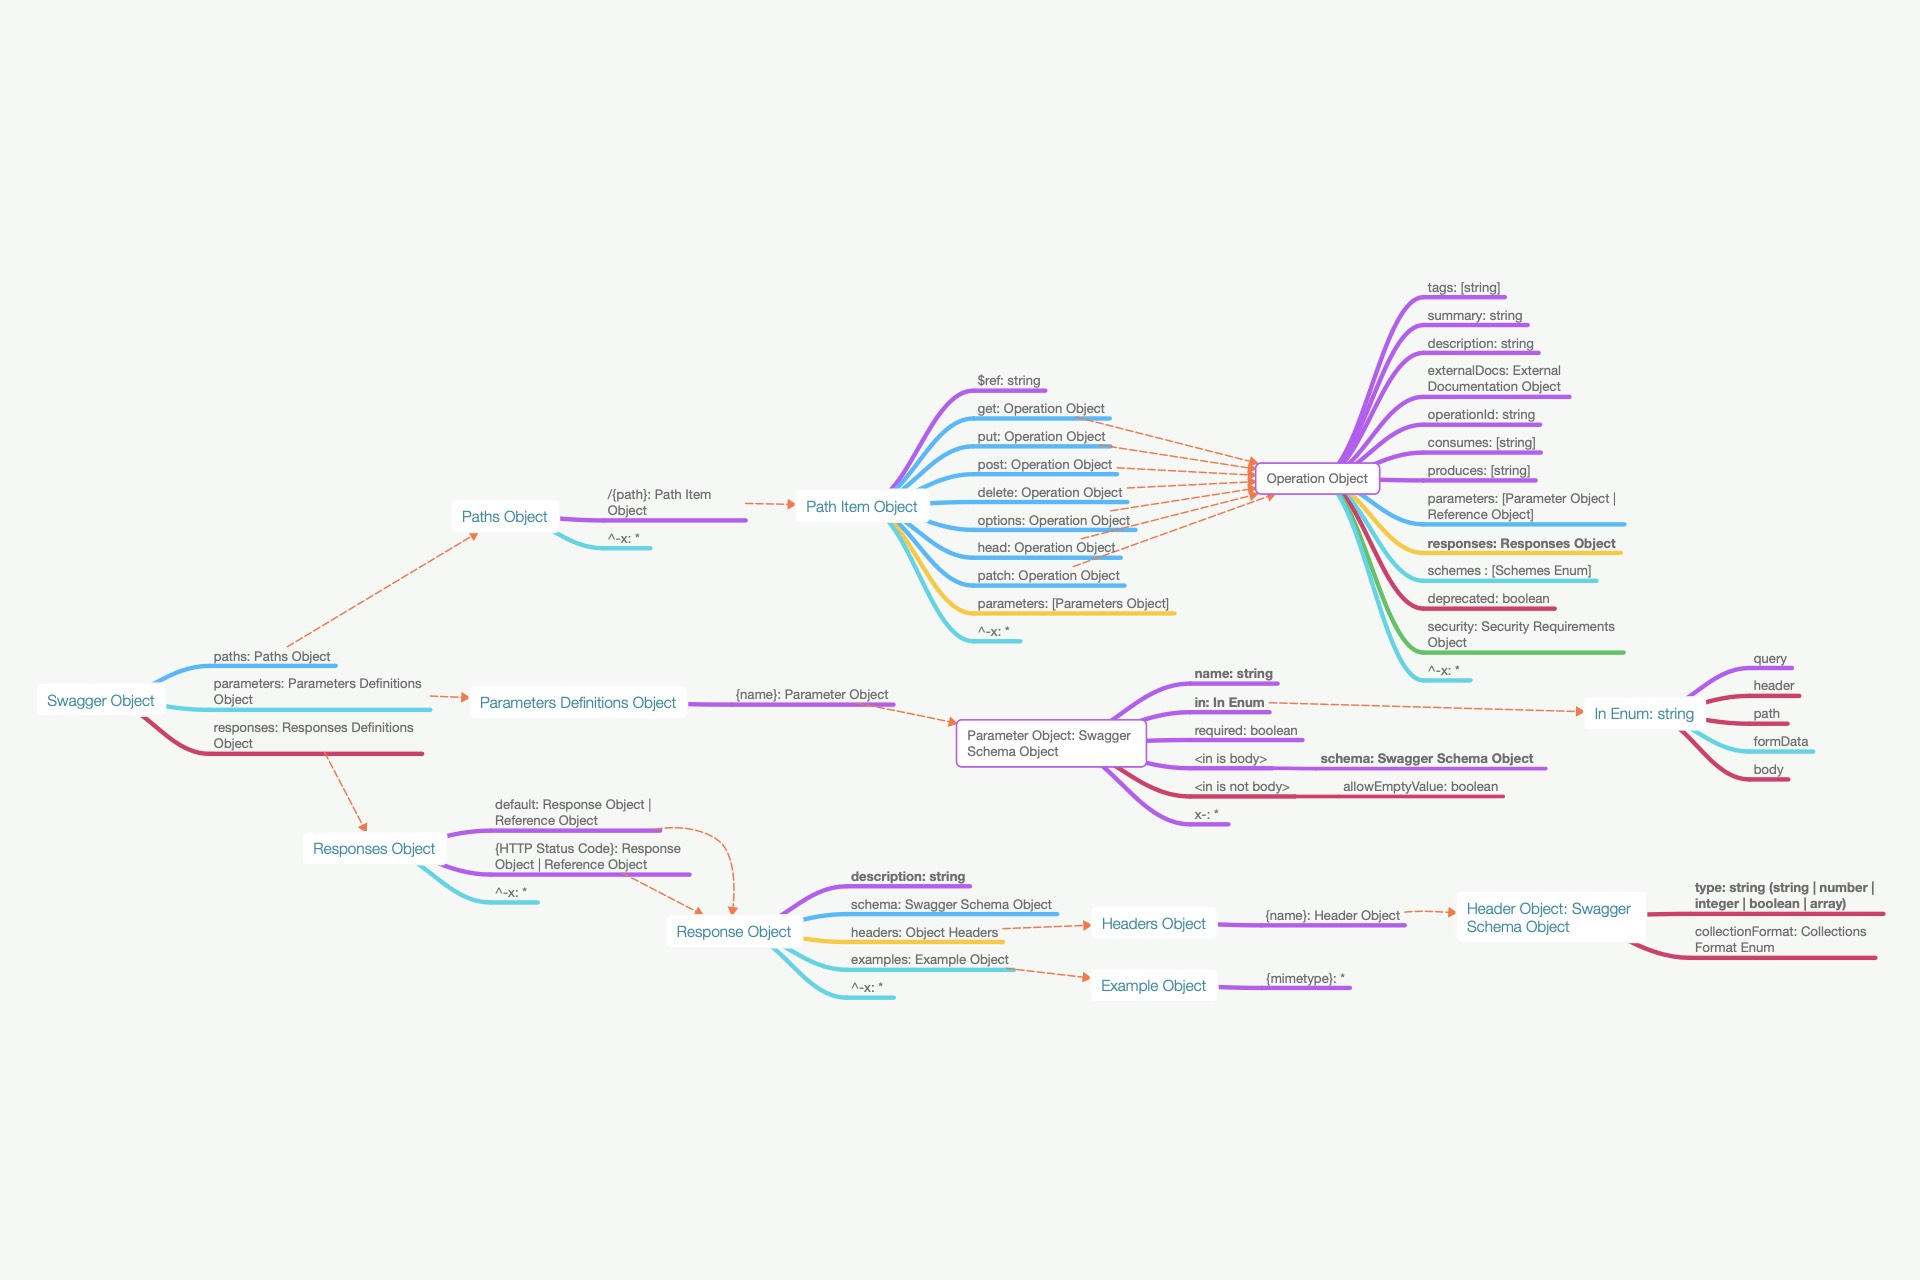 Swagger Object
paths: Paths Object
parameters: Parameters Definitions
Object
responses: Responses Definitions
Object
Paths Object
/{path}: Path Item
Object
^-x: *
Path Item Object
$ref: string
get: Operation Object
put: Operation Object
post: Operation Object
delete: Operation Object
options: Operation Object
head: Operation Object
patch: Operation Object
parameters: [Parameters Object]
^-x: *
Operation Object
tags: [string]
summary: string
description: string
externalDocs: External
Documentation Object
operationId: string
consumes: [string]
produces: [string]
parameters: [Parameter Object |
Reference Object]
responses: Responses Object
schemes : [Schemes Enum]
deprecated: boolean
security: Security Requirements
Object
^-x: *
Parameters Definitions Object
{name}: Parameter Object
Parameter Object: Swagger
Schema Object
name: string
in: In Enum
required: boolean
<in is body>
schema: Swagger Schema Object
<in is not body>
allowEmptyValue: boolean
x-: *
In Enum: string
query
header
path
formData
body
Responses Object
default: Response Object |
Reference Object
{HTTP Status Code}: Response
Object | Reference Object
^-x: *
Response Object
description: string
schema: Swagger Schema Object
headers: Object Headers
examples: Example Object
^-x: *
Headers Object
{name}: Header Object
Header Object: Swagger
Schema Object
type: string (string | number |
integer | boolean | array)
collectionFormat: Collections
Format Enum
Example Object
{mimetype}: *